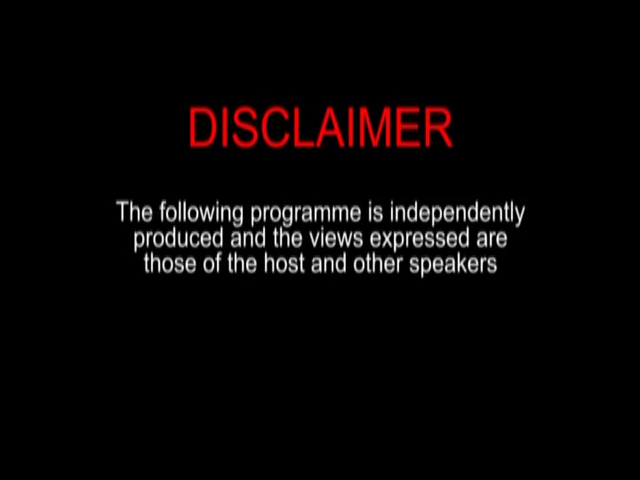 DISCLAIMER
The following programme is independently
produced and the views expressed are
those of the host and other speakers